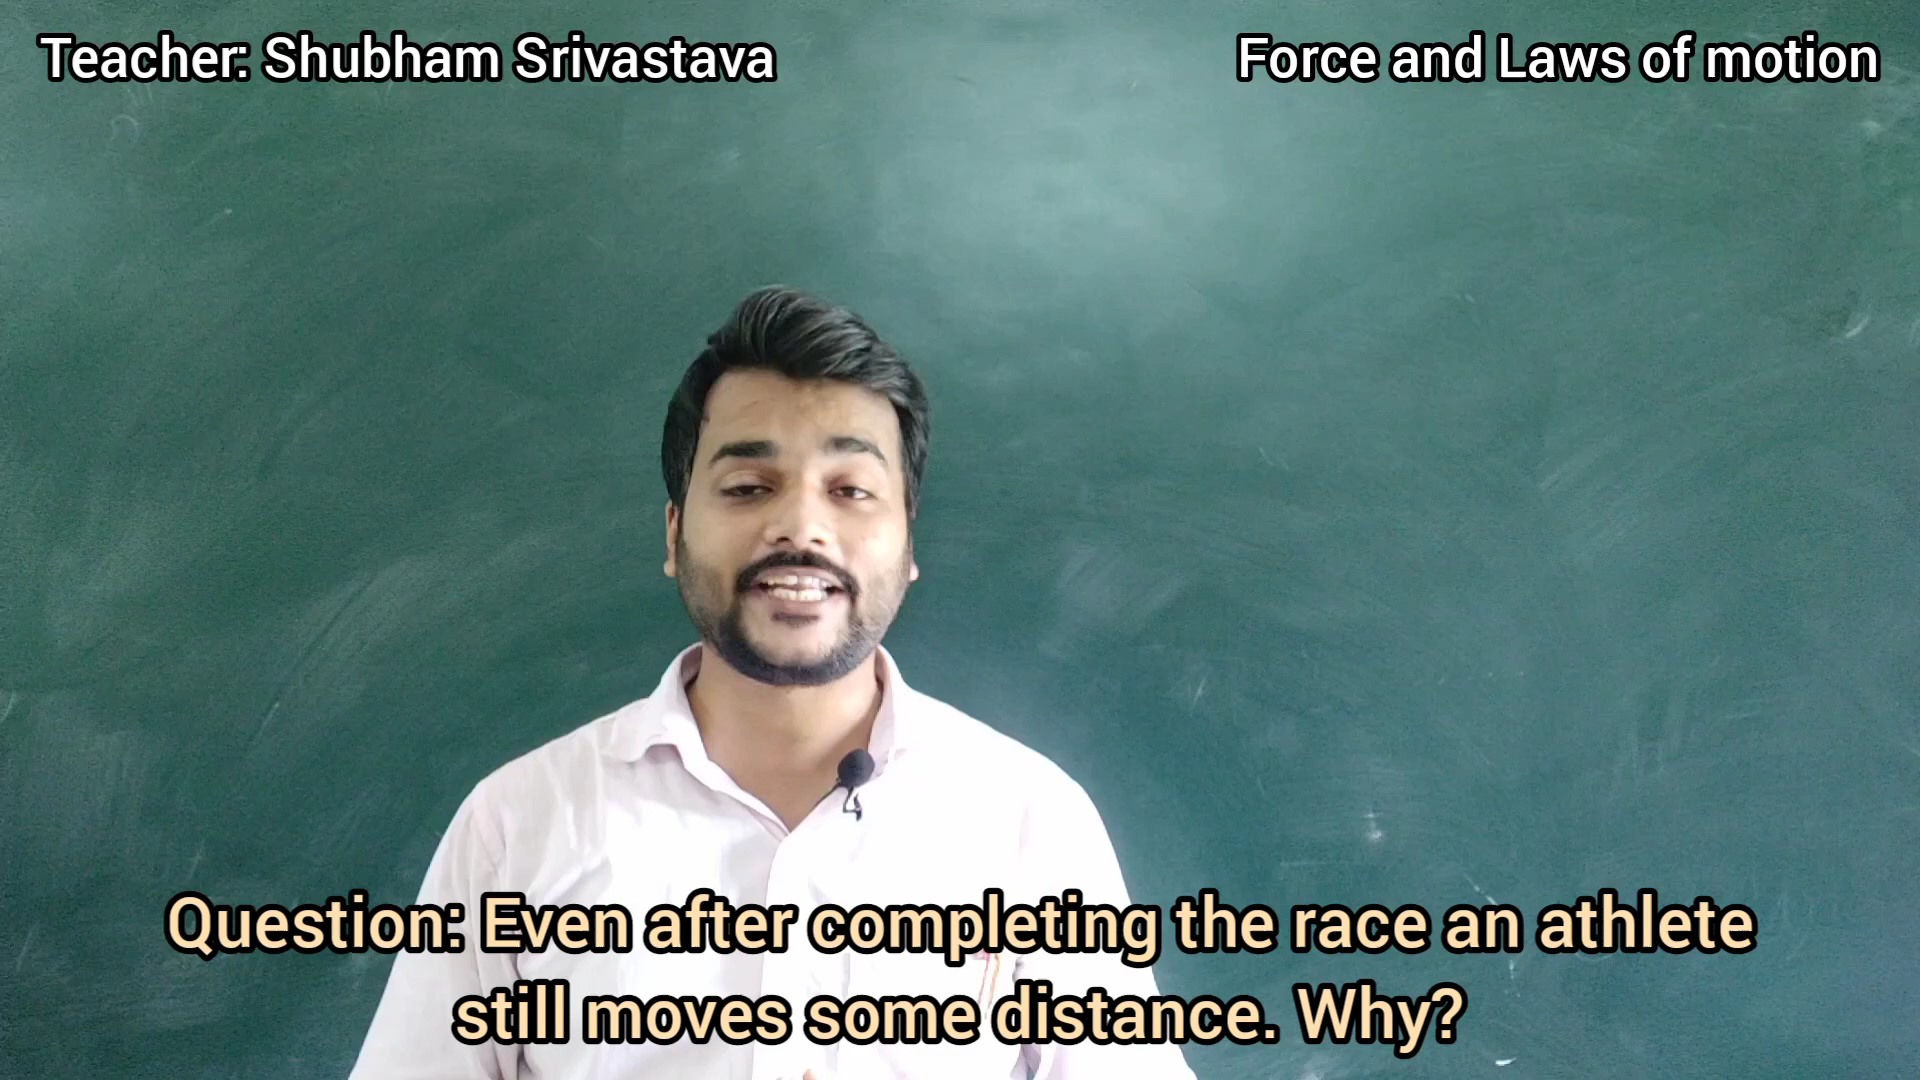 Teacher: Shubham Srivastava
Force and Laws of motion
Question: Even after completing the race an athlete
still moves some distance. Why?